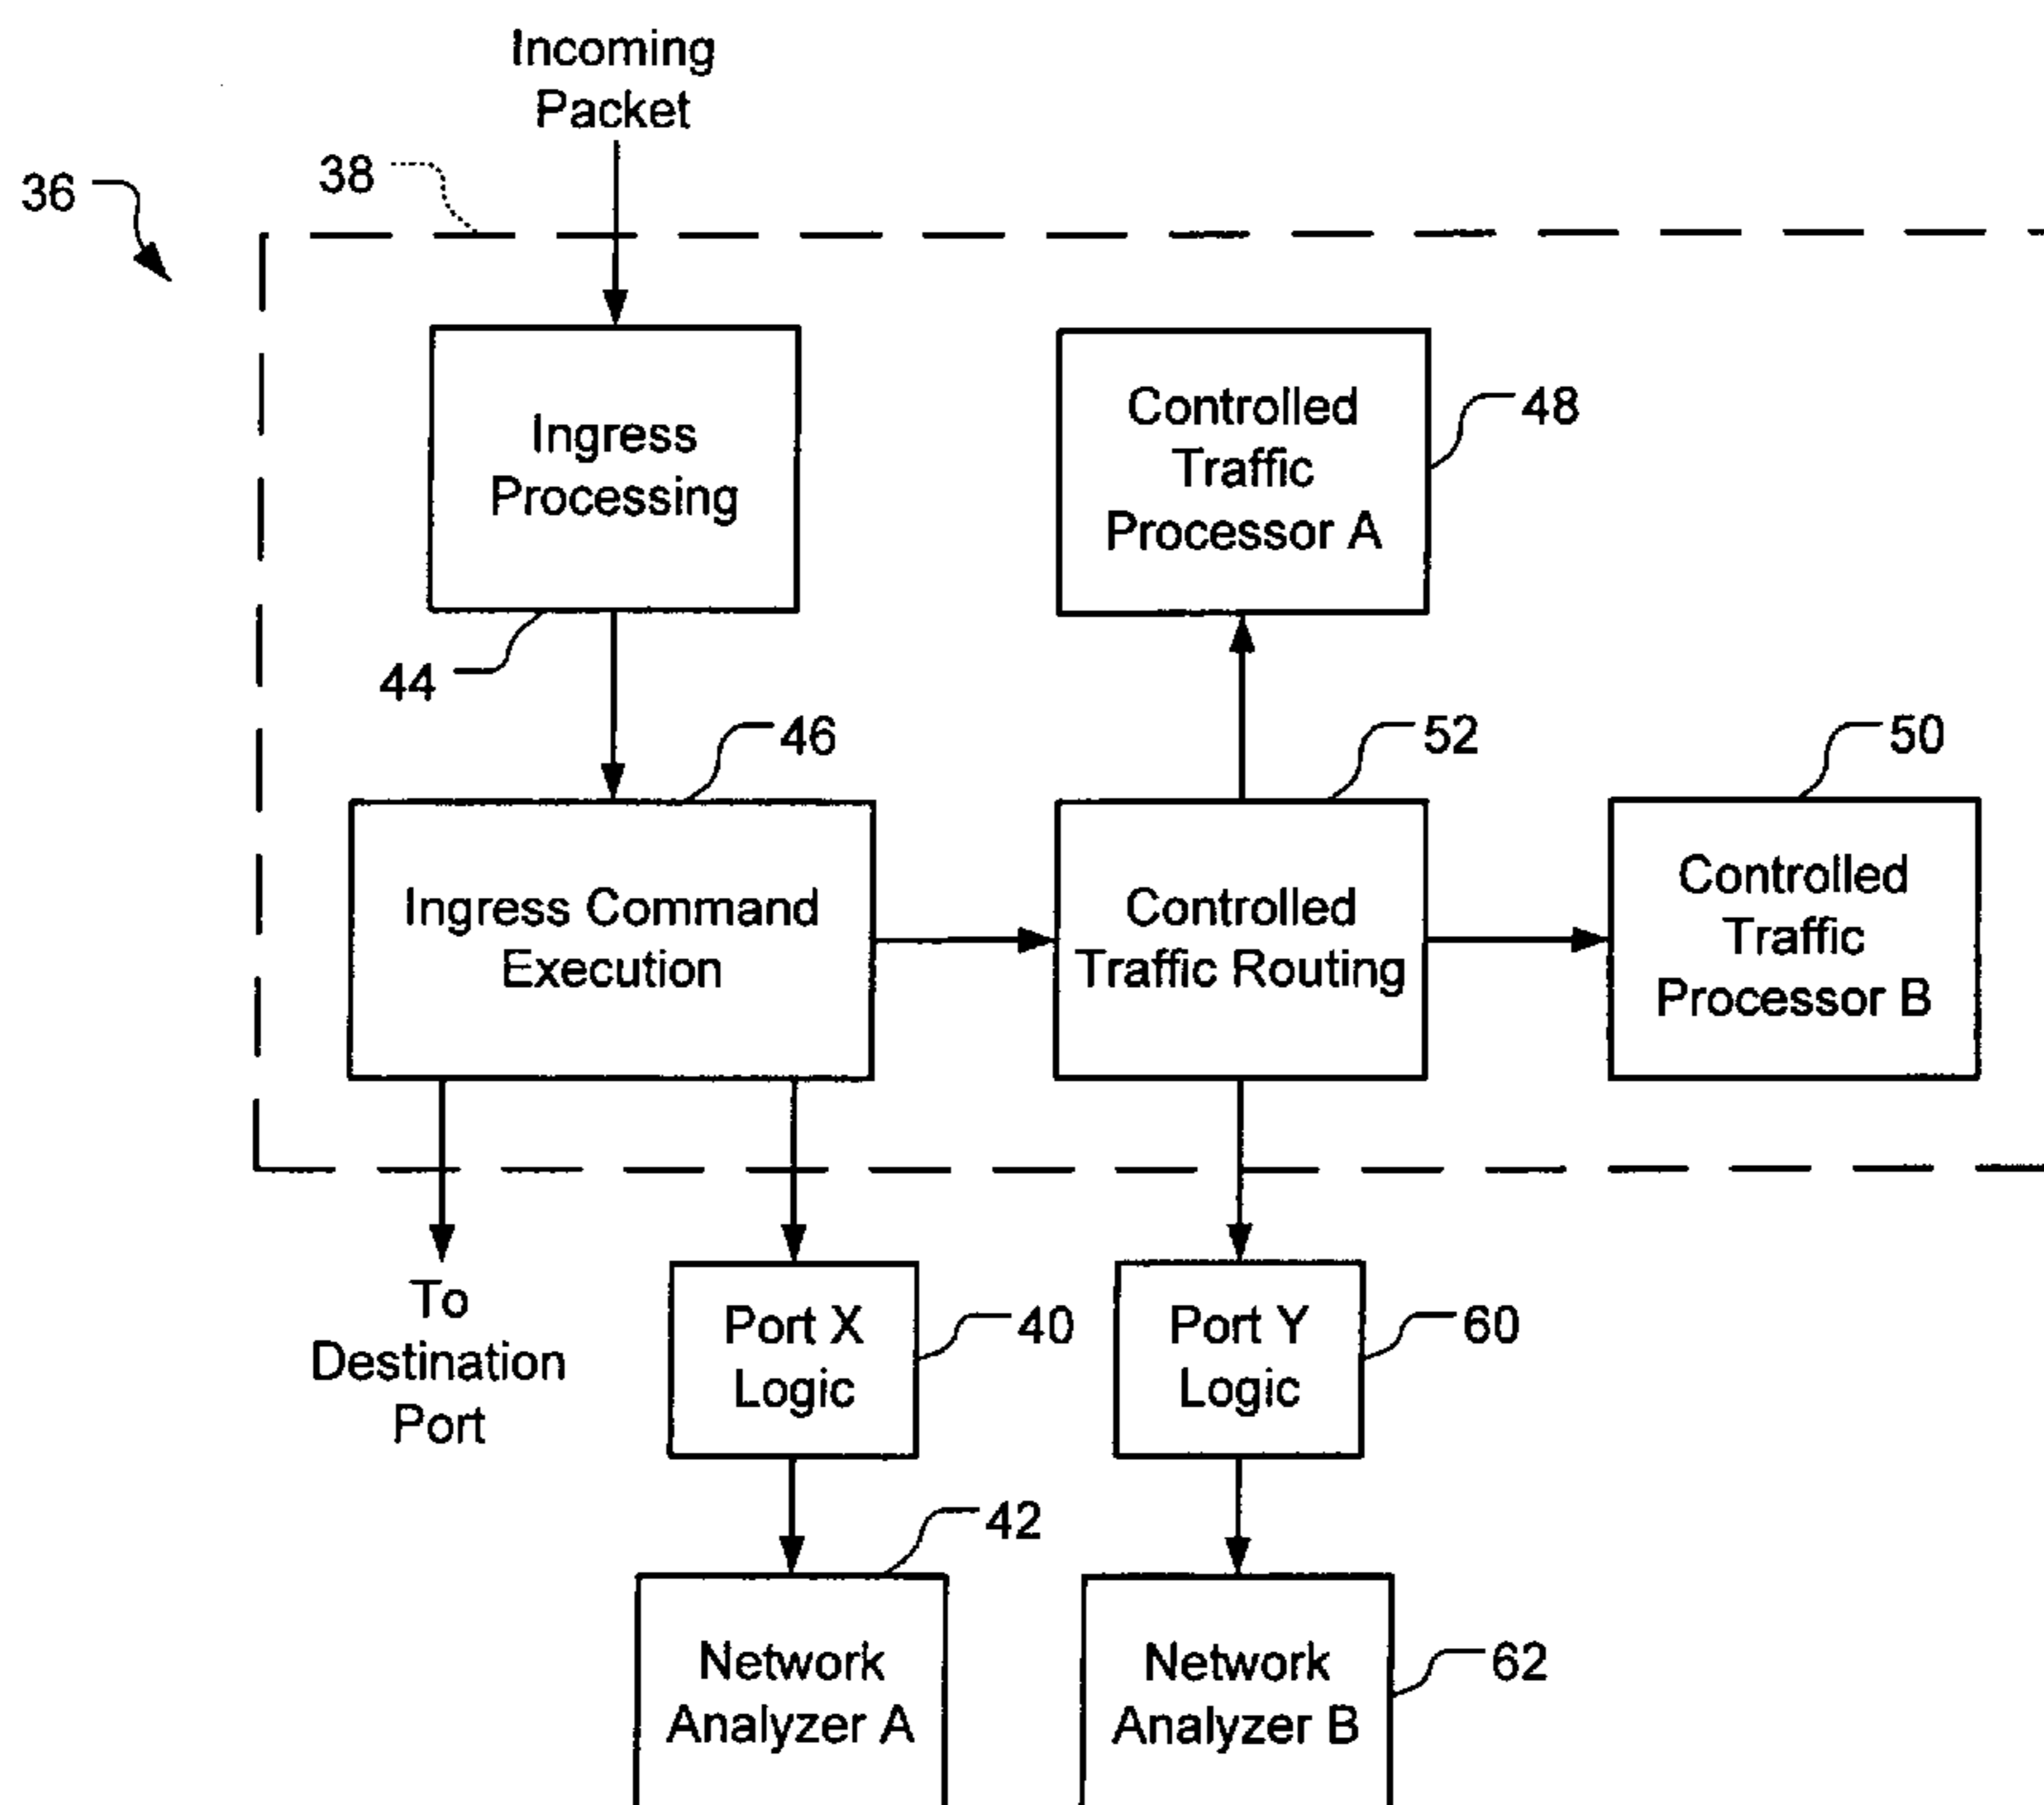 Incoming
Packet
36
38
Ingress
Processing
44
Controlled
Traffic
Processor A
48
46
52
50
Ingress Command
Execution
Controlled
Traffic Routing
Controlled
Traffic
Processor B
To
Destination
Port
Port X
Logic
40
Port Y
Logic
60
42
Network
Analyzer A
Network
Analyzer B
62